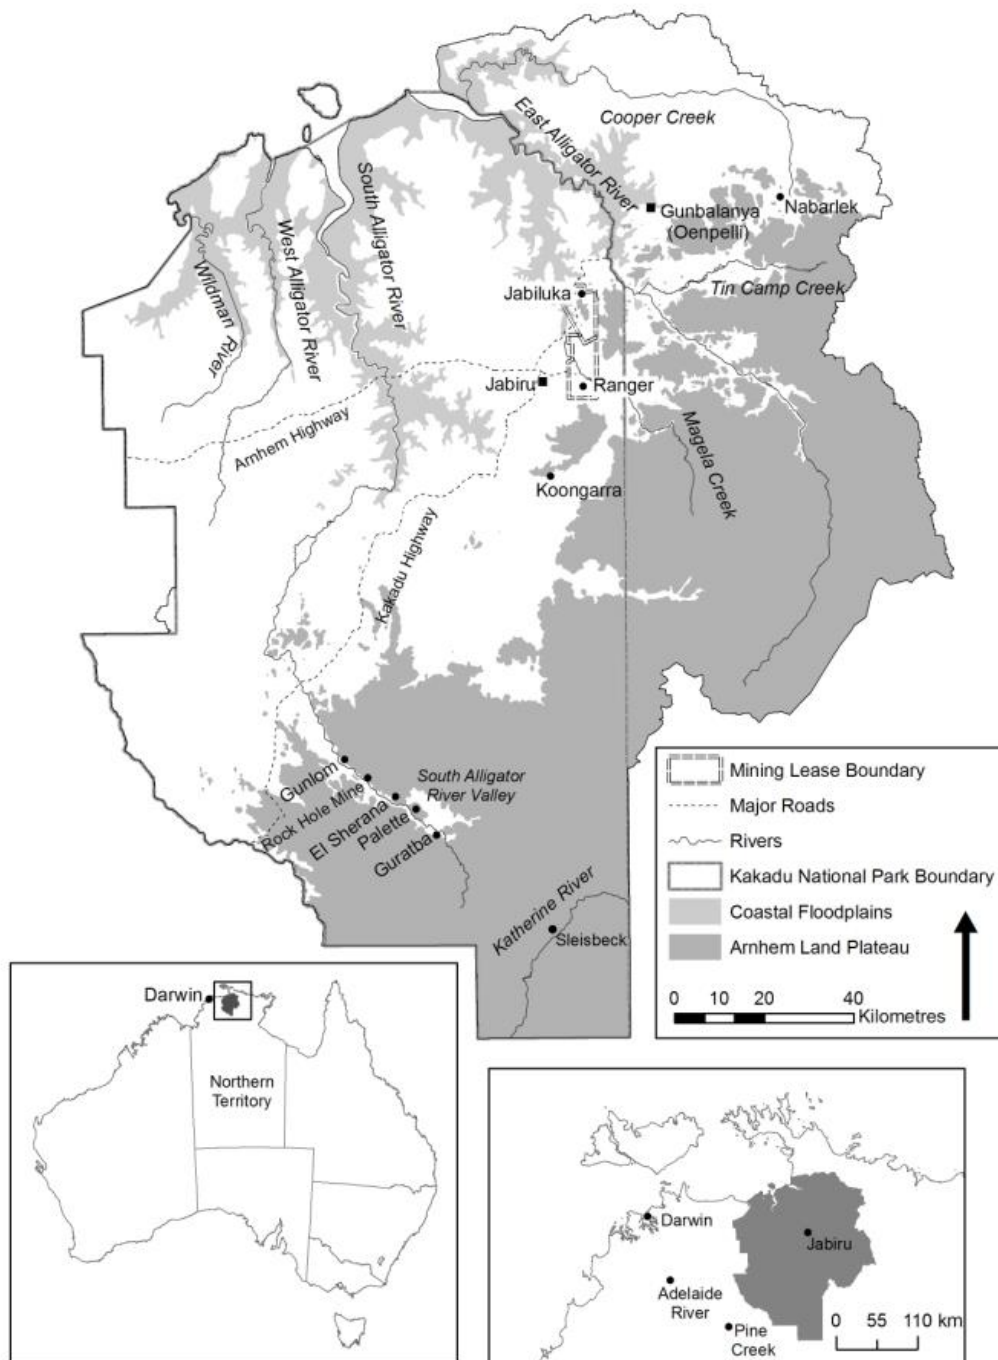 Cooper Creek
East Alligator River
Nabarlek
Gunbalanya
(Oenpelli)
South Alligator River
West Alligator River
Wildman River
Tin Camp Creek
Jabiluka
Jabiru
Ranger
Arnhem Highway
Magela Creek
Koongarra
Kakadu Highway
Gunlom
Rock Hole Mine
El Sherana
Palette
Guratba
South Alligator
River Valley
Katherine River
Sleisbeck
Mining Lease Boundary
Major Roads
Rivers
Kakadu National Park Boundary
Coastal Floodplains
Arnhem Land Plateau
0 10 20 40
Kilometres
Darwin
Northern
Territory
Darwin
Jabiru
Adelaide
River
Pine
Creek
0 55 110 km